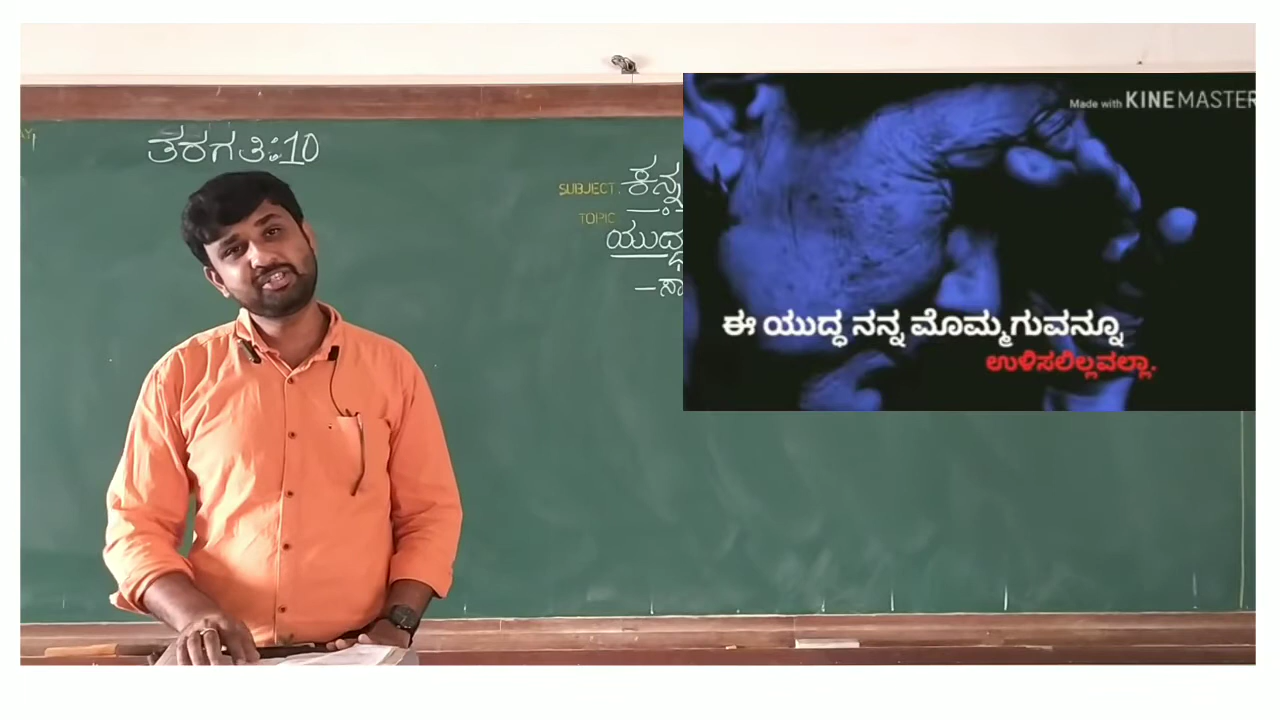 ತರಗತಿ:10
SUBJECT:
TOPIC
ಯುದ್ಧ
Made with KINEMASTER
ಈ ಯುದ್ಧ ನನ್ನ ಮೊಮ್ಮಗುವನ್ನೂ
ಉಳಿಸಲಿಲ್ಲವಲ್ಲಾ.